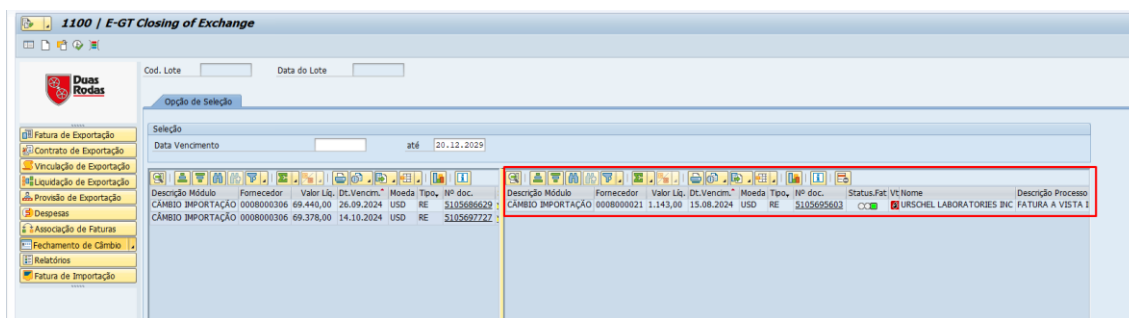 1100 | E-GT Closing of Exchange
Duas
Rodas
Cod. Lote Data do Lote
Opção de Seleção
Seleção
Data Vencimento até 20.12.2029
Fatura de Exportação
Contrato de Exportação
Vinculação de Exportação
Liquidação de Exportação
Provisão de Exportação
Despesas
Associação de Faturas
Fechamento de Câmbio
Relatórios
Fatura de Importação
Descrição Módulo Fornecedor Valor Líq. Dt.Vencim. Moeda Tipo Nº doc.
CÂMBIO IMPORTAÇÃO 0008000306 69.440,00 26.09.2024 USD RE 5105686629
CÂMBIO IMPORTAÇÃO 0008000306 69.378,00 14.10.2024 USD RE 5105697727
Descrição Módulo Fornecedor Valor Líq. Dt.Vencim. Moeda Tipo Nº doc. Status.Fat Vt Nome Descrição Processo
CÂMBIO IMPORTAÇÃO 0008000021 1.143,00 15.08.2024 USD RE 5105695603 URSCHEL LABORATORIES INC FATURA A VISTA I